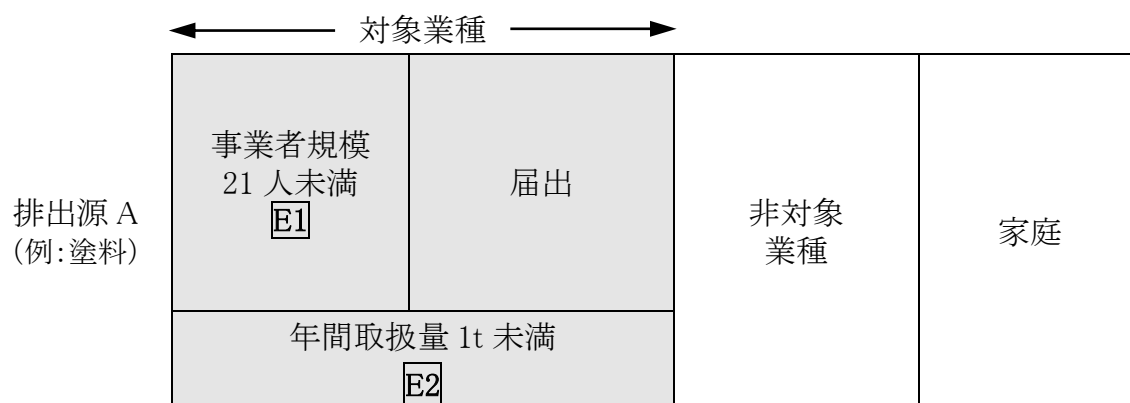 対象業種
排出源 A
(例:塗料)
事業者規模
21 人未満
E1
届出
非対象
業種
家庭
年間取扱量 1t 未満
E2